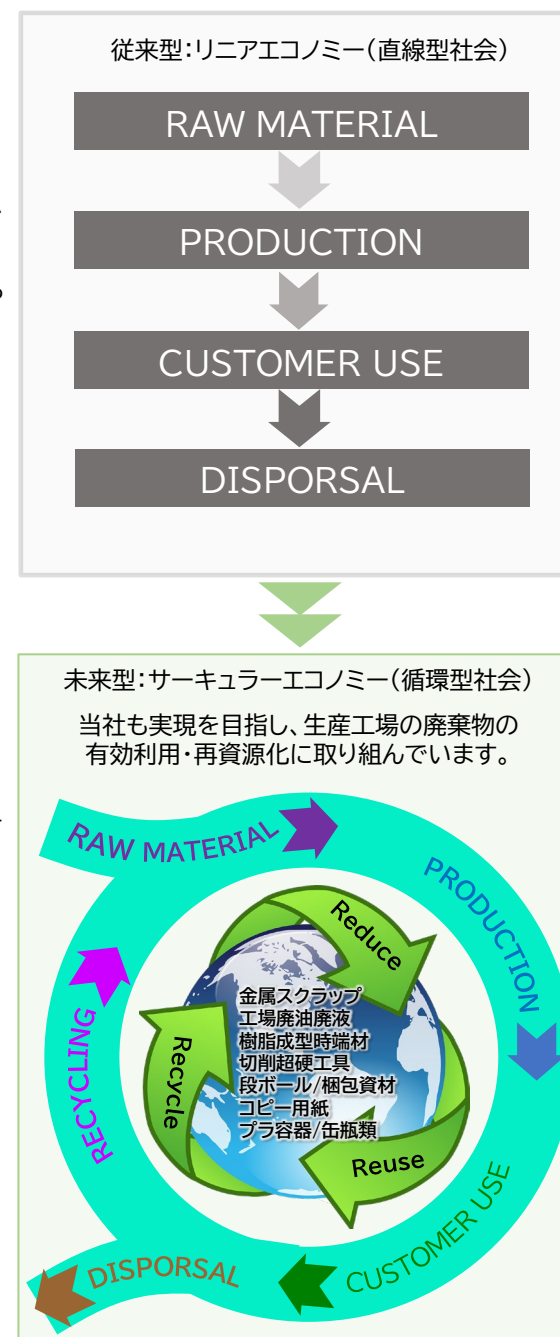 従来型：リニアエコノミー（直線型社会）
RAW MATERIAL
PRODUCTION
CUSTOMER USE
DISPORSAL
未来型：サーキュラーエコノミー（循環型社会）
当社も実現を目指し、生産工場の廃棄物の
有効利用・再資源化に取り組んでいます。
RAW MATERIAL
PRODUCTION
CUSTOMER USE
DISPORSAL
RECYCLING
Reduce
Reuse
Recycle
金属スクラップ
工場廃油廃液
樹脂成型時端材
切削超硬工具
段ボール/梱包資材
コピー用紙
プラ容器/缶瓶類